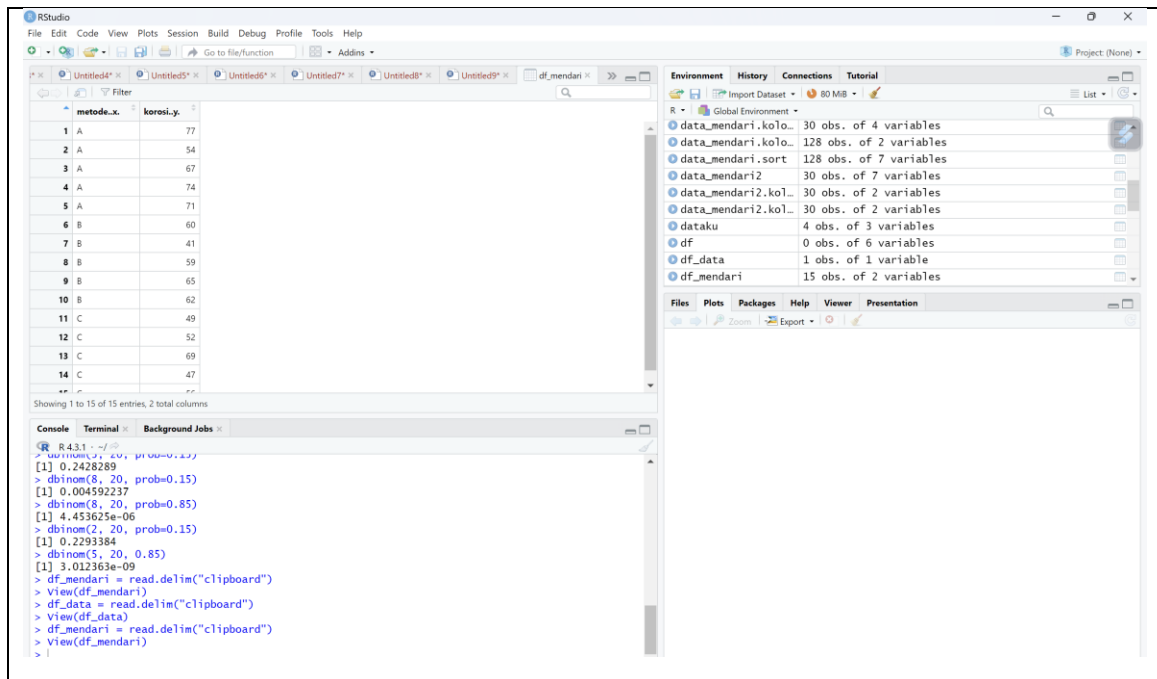 RStudio
File Edit Code View Plots Session Build Debug Profile Tools Help
Go to file/function Addins Project: (None)
Untitled4* Untitled5* Untitled6* Untitled7* Untitled8* Untitled9* df_mendari
Filter
metode..x. korosi..y.
1 A 77
2 A 54
3 A 67
4 A 74
5 A 71
6 B 60
7 B 41
8 B 59
9 B 65
10 B 62
11 C 49
12 C 52
13 C 69
14 C 47
Showing 1 to 15 of 15 entries, 2 total columns
Console Terminal Background Jobs
R 4.3.1 · ~/
[1] 0.2428289
> dbinom(8, 20, prob=0.15)
[1] 0.004592237
> dbinom(8, 20, prob=0.85)
[1] 4.453625e-06
> dbinom(2, 20, prob=0.15)
[1] 0.2293384
> dbinom(5, 20, 0.85)
[1] 3.012363e-09
> df_mendari = read.delim("clipboard")
> View(df_mendari)
> df_data = read.delim("clipboard")
> View(df_data)
> df_mendari = read.delim("clipboard")
> View(df_mendari)
>
Environment History Connections Tutorial
Import Dataset 80 MiB List
R Global Environment
data_mendari.kolo… 30 obs. of 4 variables
data_mendari.kolo… 128 obs. of 2 variables
data_mendari.sort 128 obs. of 7 variables
data_mendari2 30 obs. of 7 variables
data_mendari2.kol… 30 obs. of 2 variables
data_mendari2.kol… 30 obs. of 2 variables
dataku 4 obs. of 3 variables
df 0 obs. of 6 variables
df_data 1 obs. of 1 variable
df_mendari 15 obs. of 2 variables
Files Plots Packages Help Viewer Presentation
Zoom Export